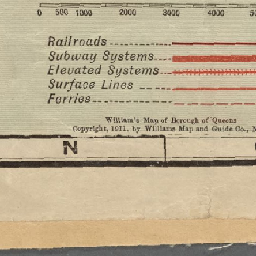 0 500 1000 2000 3000 4000
Railroads
Subway Systems
Elevated Systems
Surface Lines
Ferries
Williams's Map of Borough of Queens
Copyright, 1911, by Williams Map and Guide Co.,
N